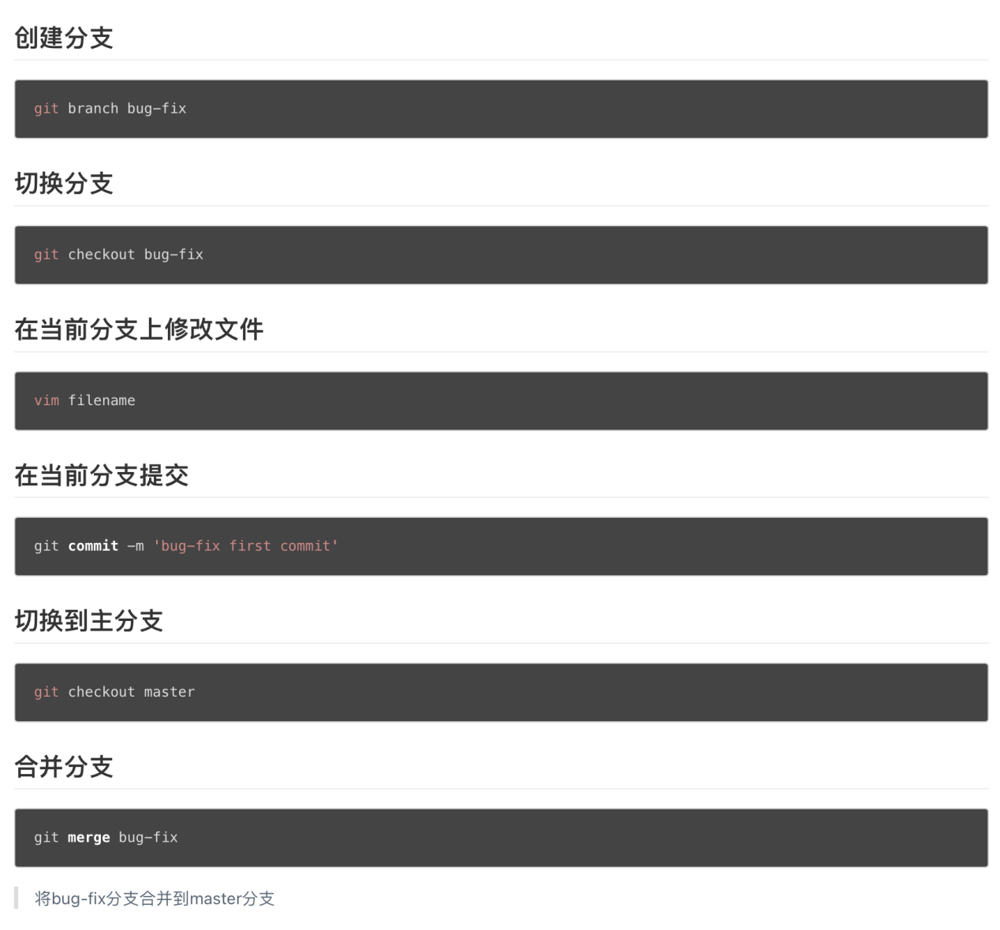 创建分支
git branch bug-fix
切换分支
git checkout bug-fix
在当前分支上修改文件
vim filename
在当前分支提交
git commit -m 'bug-fix first commit'
切换到主分支
git checkout master
合并分支
git merge bug-fix
将bug-fix分支合并到master分支